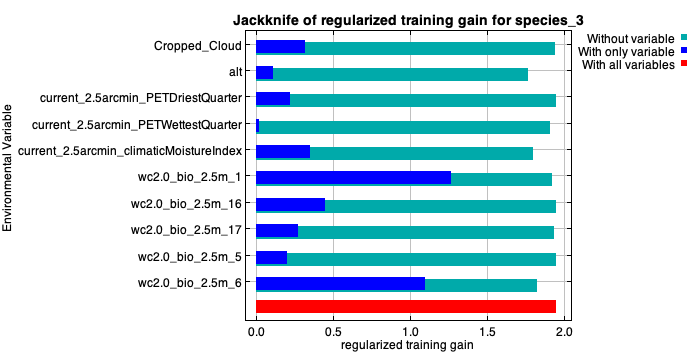 Jackknife of regularized training gain for species_3
Without variable
With only variable
With all variables
Environmental Variable
Cropped_Cloud
alt
current_2.5arcmin_PETDriestQuarter
current_2.5arcmin_PETWettestQuarter
current_2.5arcmin_climaticMoistureIndex
wc2.0_bio_2.5m_1
wc2.0_bio_2.5m_16
wc2.0_bio_2.5m_17
wc2.0_bio_2.5m_5
wc2.0_bio_2.5m_6
0.0 0.5 1.0 1.5 2.0
regularized training gain